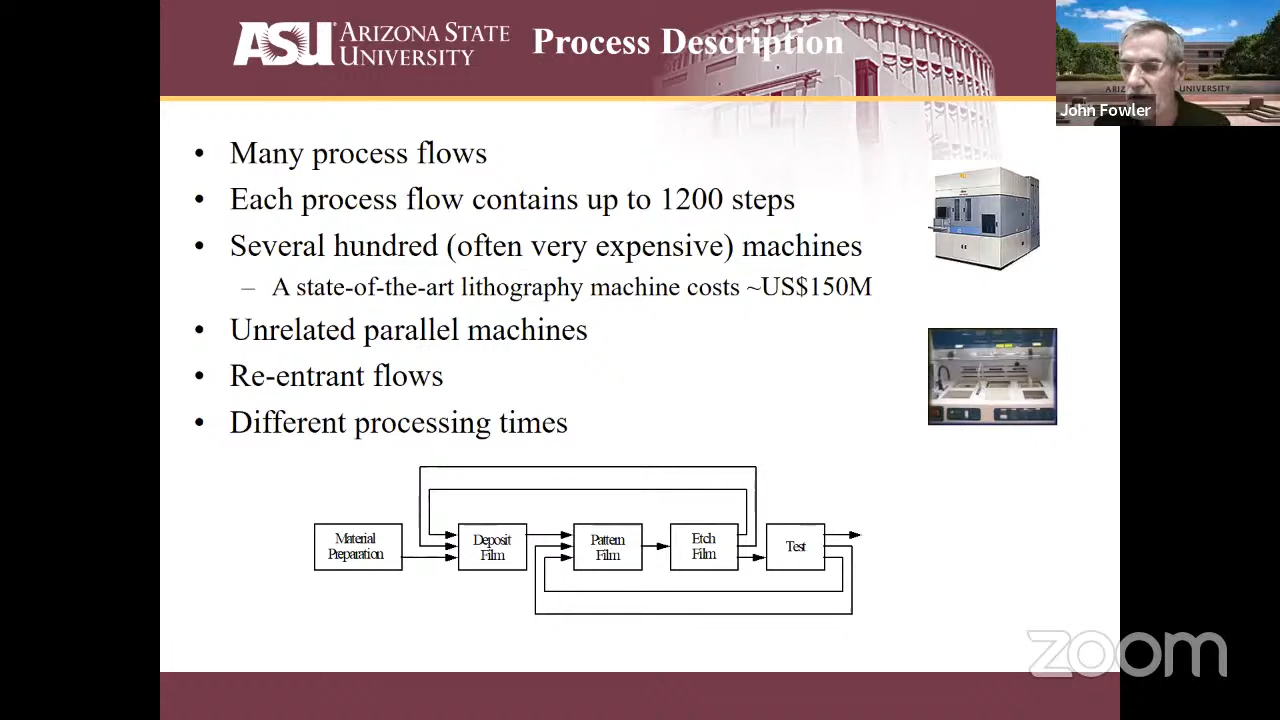 ASU ARIZONA STATE UNIVERSITY
Process Description
John Fowler
• Many process flows
• Each process flow contains up to 1200 steps
• Several hundred (often very expensive) machines
– A state-of-the-art lithography machine costs ~US$150M
• Unrelated parallel machines
• Re-entrant flows
• Different processing times
Material
Preparation
Deposit
Film
Pattern
Film
Etch
Film
Test
zoom